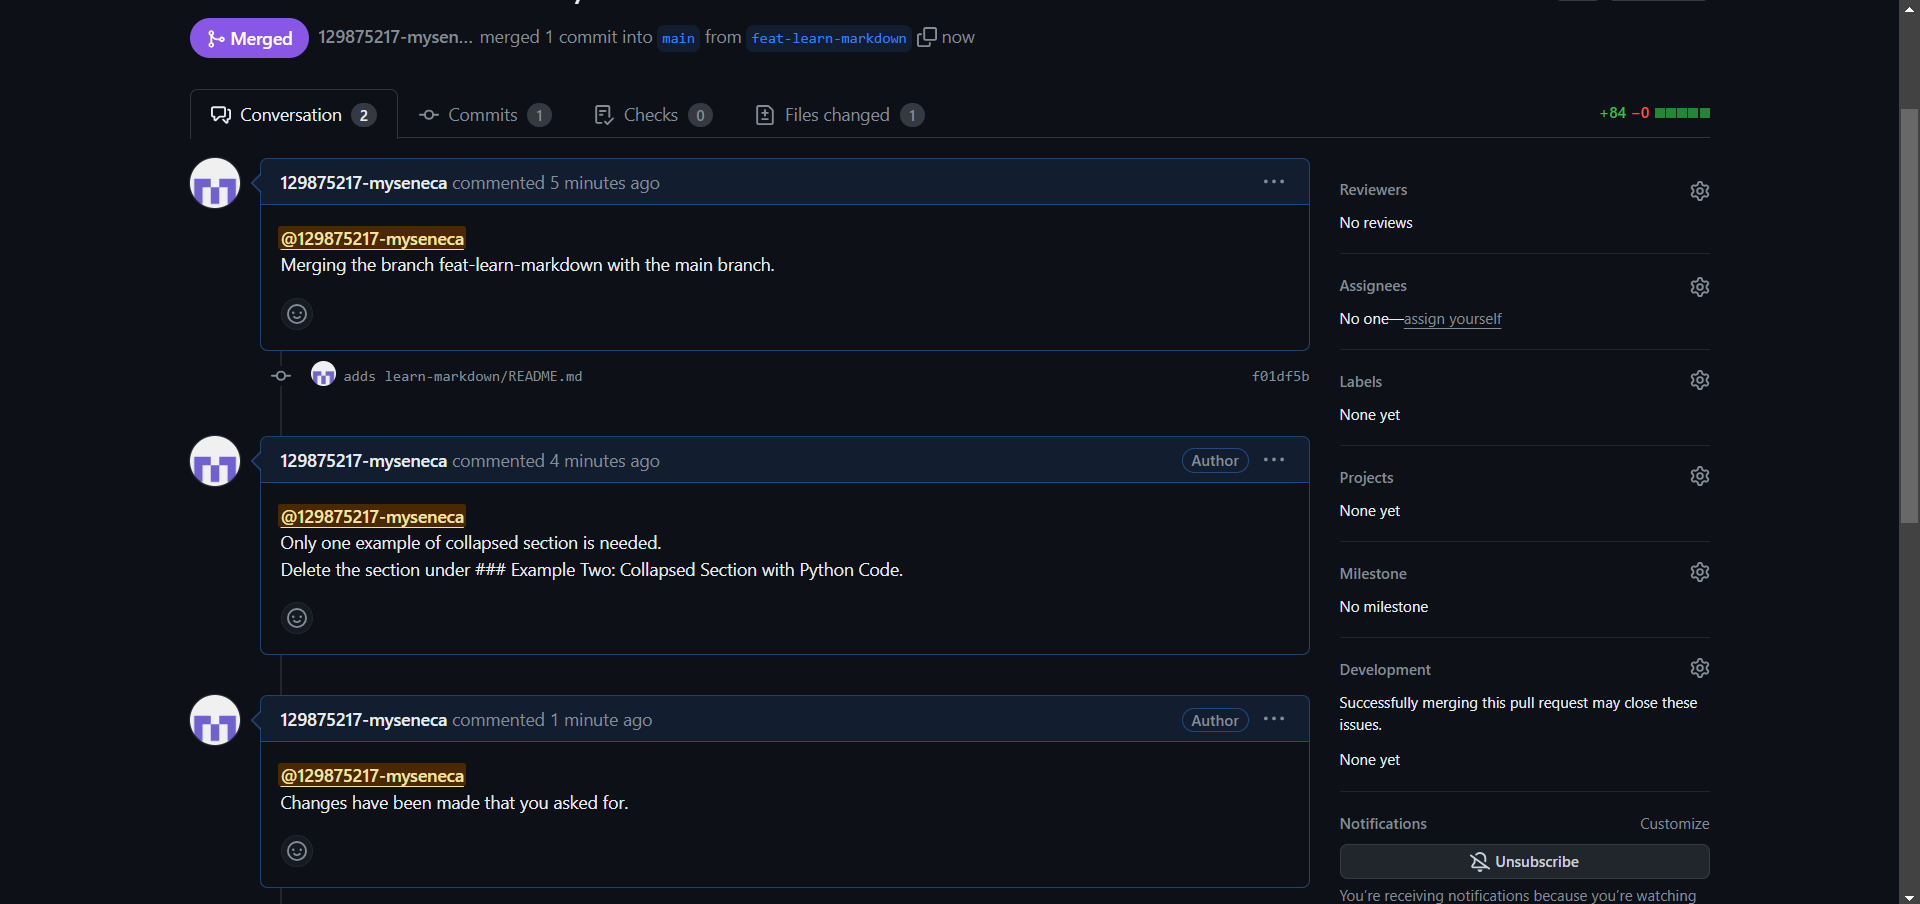 Merged 129875217-mysen... merged 1 commit into main from feat-learn-markdown now
Conversation 2 Commits 1 Checks 0 Files changed 1 +84 −0
129875217-myseneca commented 5 minutes ago
@129875217-myseneca
Merging the branch feat-learn-markdown with the main branch.
adds learn-markdown/README.md f01df5b
129875217-myseneca commented 4 minutes ago Author
@129875217-myseneca
Only one example of collapsed section is needed.
Delete the section under ### Example Two: Collapsed Section with Python Code.
129875217-myseneca commented 1 minute ago Author
@129875217-myseneca
Changes have been made that you asked for.
Reviewers
No reviews
Assignees
No one—assign yourself
Labels
None yet
Projects
None yet
Milestone
No milestone
Development
Successfully merging this pull request may close these
issues.
None yet
Notifications Customize
Unsubscribe
You're receiving notifications because you're watching